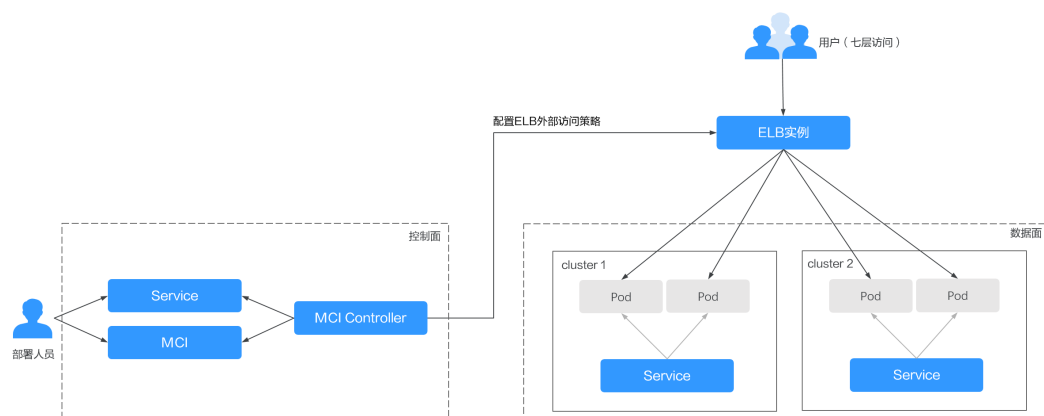 用户（七层访问）
配置ELB外部访问策略
ELB实例
控制面
数据面
cluster 1
cluster 2
Service
Pod
Pod
Pod
Pod
MCI Controller
MCI
部署人员
Service
Service